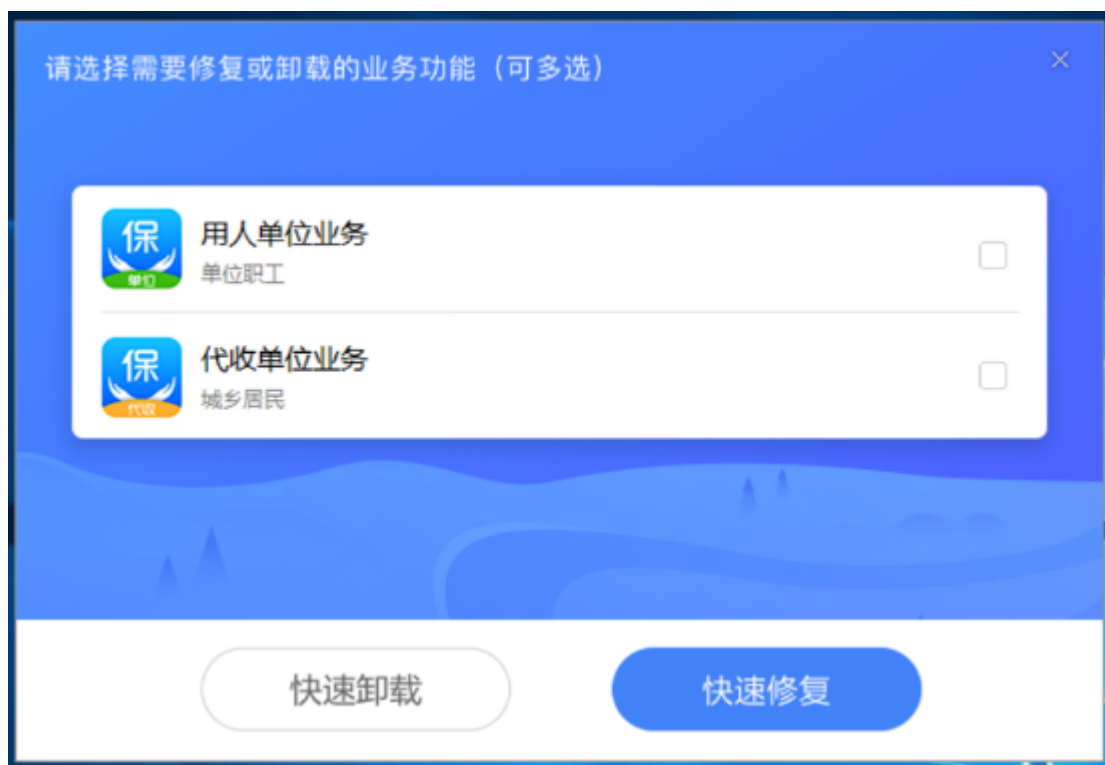 请选择需要修复或卸载的业务功能（可多选）
保
单位
用人单位业务
单位职工
保
代收
代收单位业务
城乡居民
快速卸载
快速修复